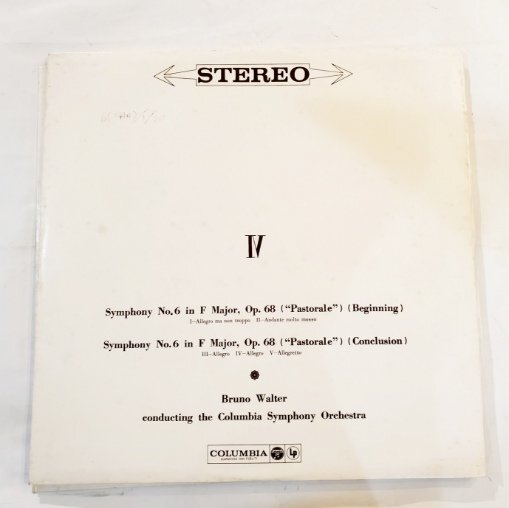 STEREO
IV
Symphony No.6 in F Major, Op. 68 ("Pastorale") (Beginning)
I-Allegro ma non troppo II-Andante molto mosso
Symphony No.6 in F Major, Op. 68 ("Pastorale") (Conclusion)
III-Allegro IV-Allegro V-Allegretto
Bruno Walter
conducting the Columbia Symphony Orchestra
COLUMBIA LP